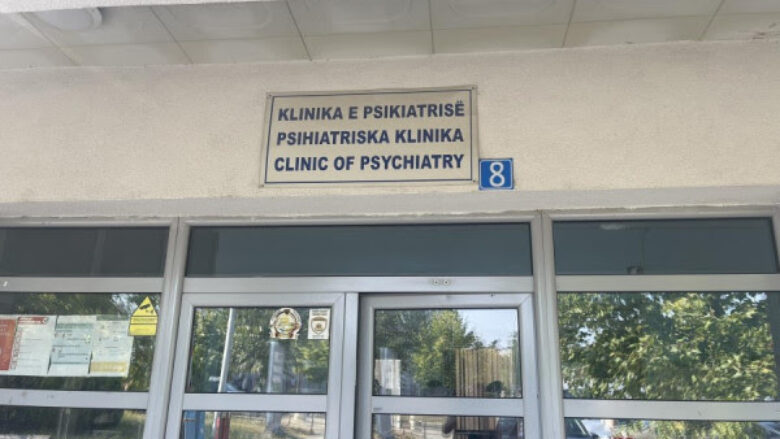 KLINIKA E PSIKIATRISË
PSIHIATRISKA KLINIKA
CLINIC OF PSYCHIATRY
8